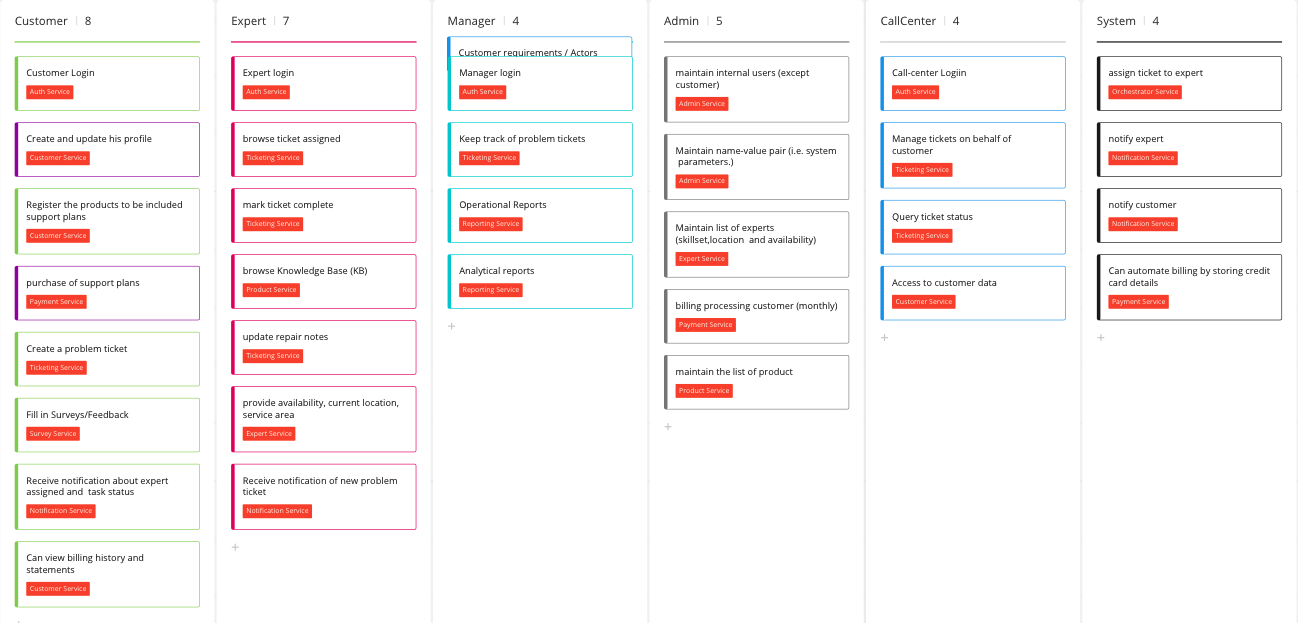 Customer | 8
Customer Login
Auth Service
Create and update his profile
Customer Service
Register the products to be included
support plans
Customer Service
purchase of support plans
Payment Service
Create a problem ticket
Ticketing Service
Fill in Surveys/Feedback
Survey Service
Receive notification about expert
assigned and  task status
Notification Service
Can view billing history and
statements
Customer Service
Expert | 7
Expert login
Auth Service
browse ticket assigned
Ticketing Service
mark ticket complete
Ticketing Service
browse Knowledge Base (KB)
Product Service
update repair notes
Ticketing Service
provide availability, current location,
service area
Expert Service
Receive notification of new problem
ticket
Notification Service
+
Manager | 4
Customer requirements / Actors
Manager login
Auth Service
Keep track of problem tickets
Ticketing Service
Operational Reports
Reporting Service
Analytical reports
Reporting Service
+
Admin | 5
maintain internal users (except
customer)
Admin Service
Maintain name-value pair (i.e. system
parameters.)
Admin Service
Maintain list of experts
(skillset,location  and availability)
Expert Service
billing processing customer (monthly)
Payment Service
maintain the list of product
Product Service
+
CallCenter | 4
Call-center Logiin
Auth Service
Manage tickets on behalf of
customer
Ticketing Service
Query ticket status
Ticketing Service
Access to customer data
Customer Service
+
System | 4
assign ticket to expert
Orchestrator Service
notify expert
Notification Service
notify customer
Notification Service
Can automate billing by storing credit
card details
Payment Service
+